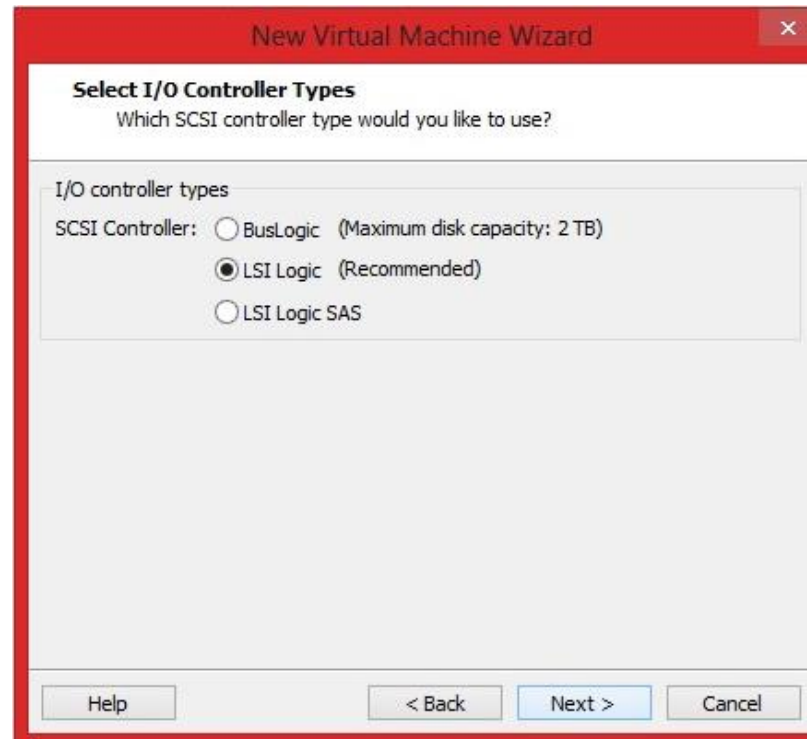 New Virtual Machine Wizard
Select I/O Controller Types
Which SCSI controller type would you like to use?
I/O controller types
SCSI Controller: BusLogic (Maximum disk capacity: 2 TB)
LSI Logic (Recommended)
LSI Logic SAS
Help < Back Next > Cancel